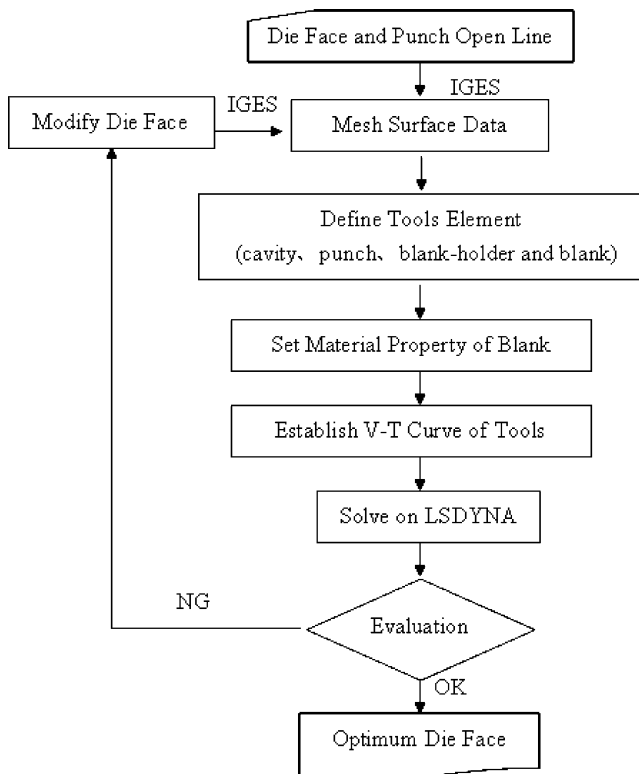 Die Face and Punch Open Line
IGES
IGES
Modify Die Face
Mesh Surface Data
Define Tools Element
(cavity、punch、blank-holder and blank)
Set Material Property of Blank
Establish V-T Curve of Tools
Solve on LSDYNA
NG
Evaluation
OK
Optimum Die Face